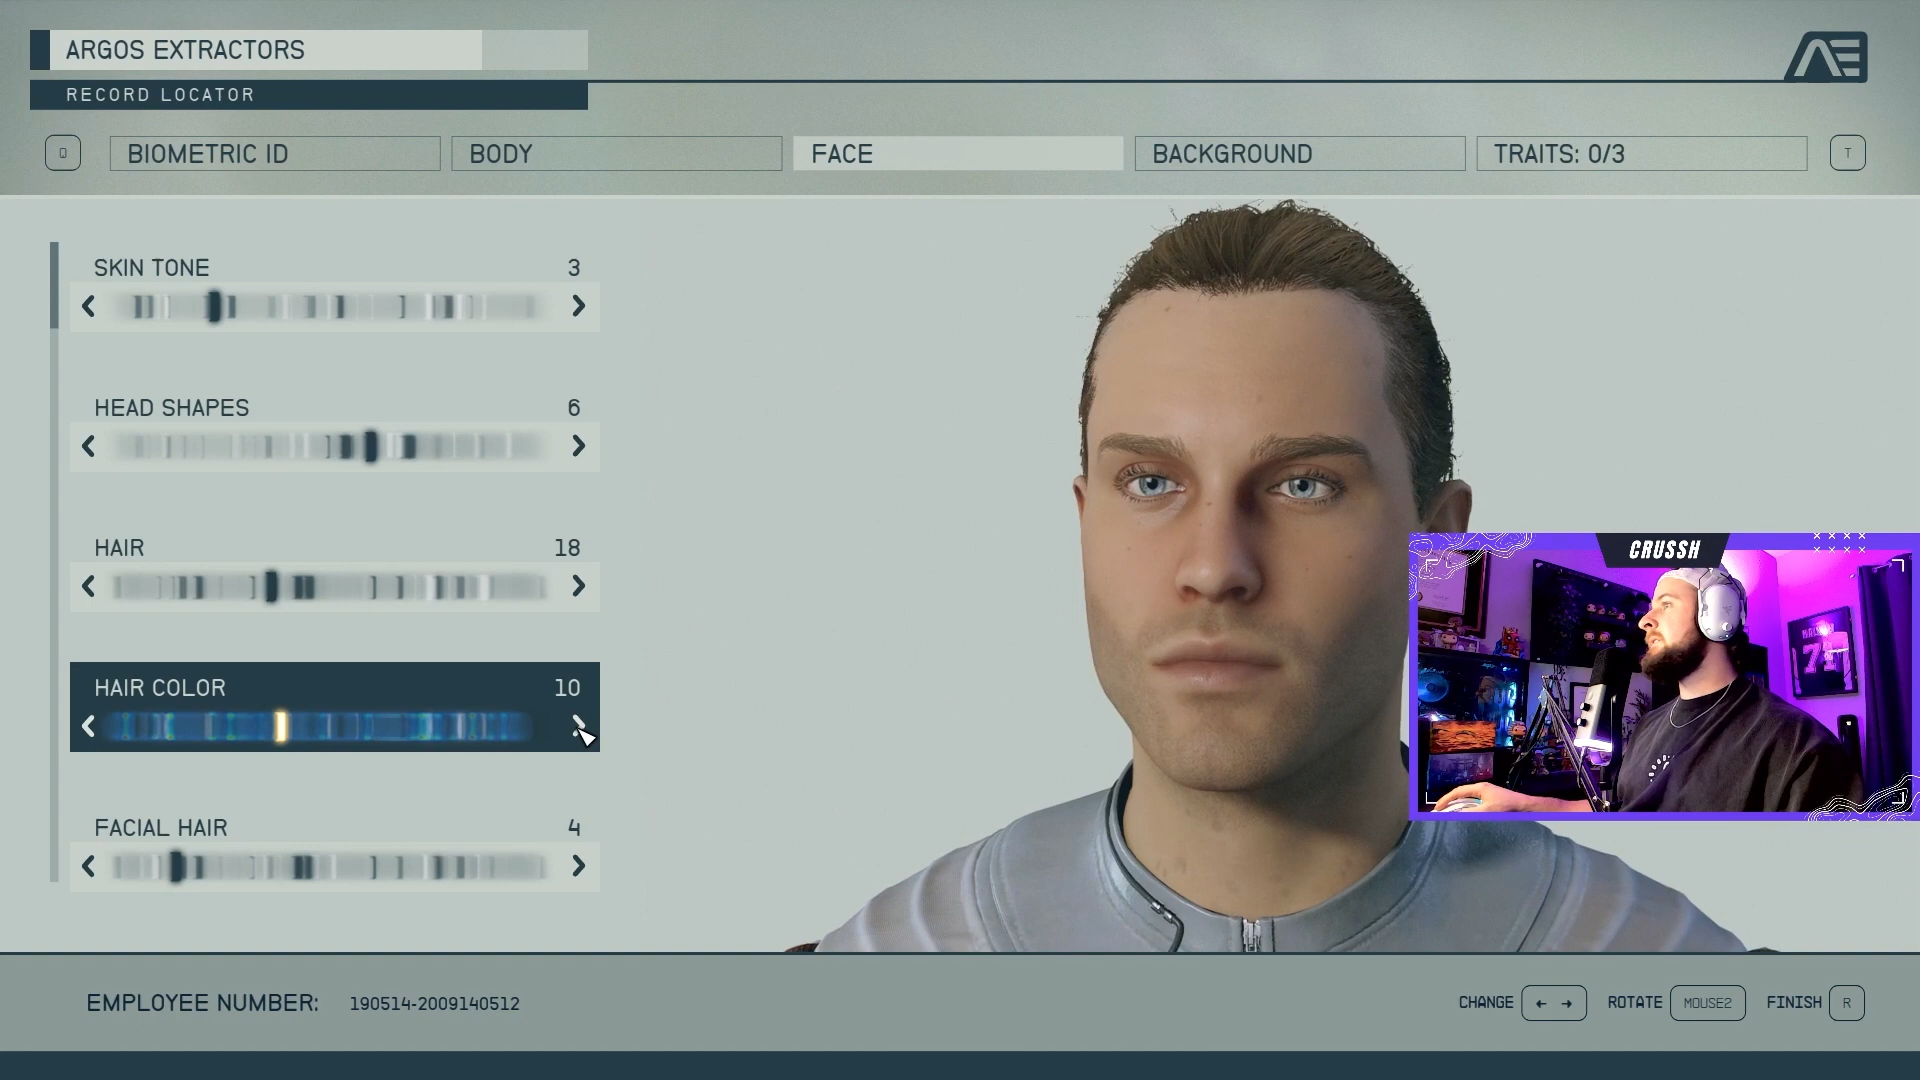 ARGOS EXTRACTORS
RECORD LOCATOR
Q
BIOMETRIC ID
BODY
FACE
BACKGROUND
TRAITS: 0/3
T
SKIN TONE 3
HEAD SHAPES 6
HAIR 18
HAIR COLOR 10
FACIAL HAIR 4
CRUSSH
71
EMPLOYEE NUMBER: 190514-2009140512
CHANGE
ROTATE MOUSE2
FINISH R